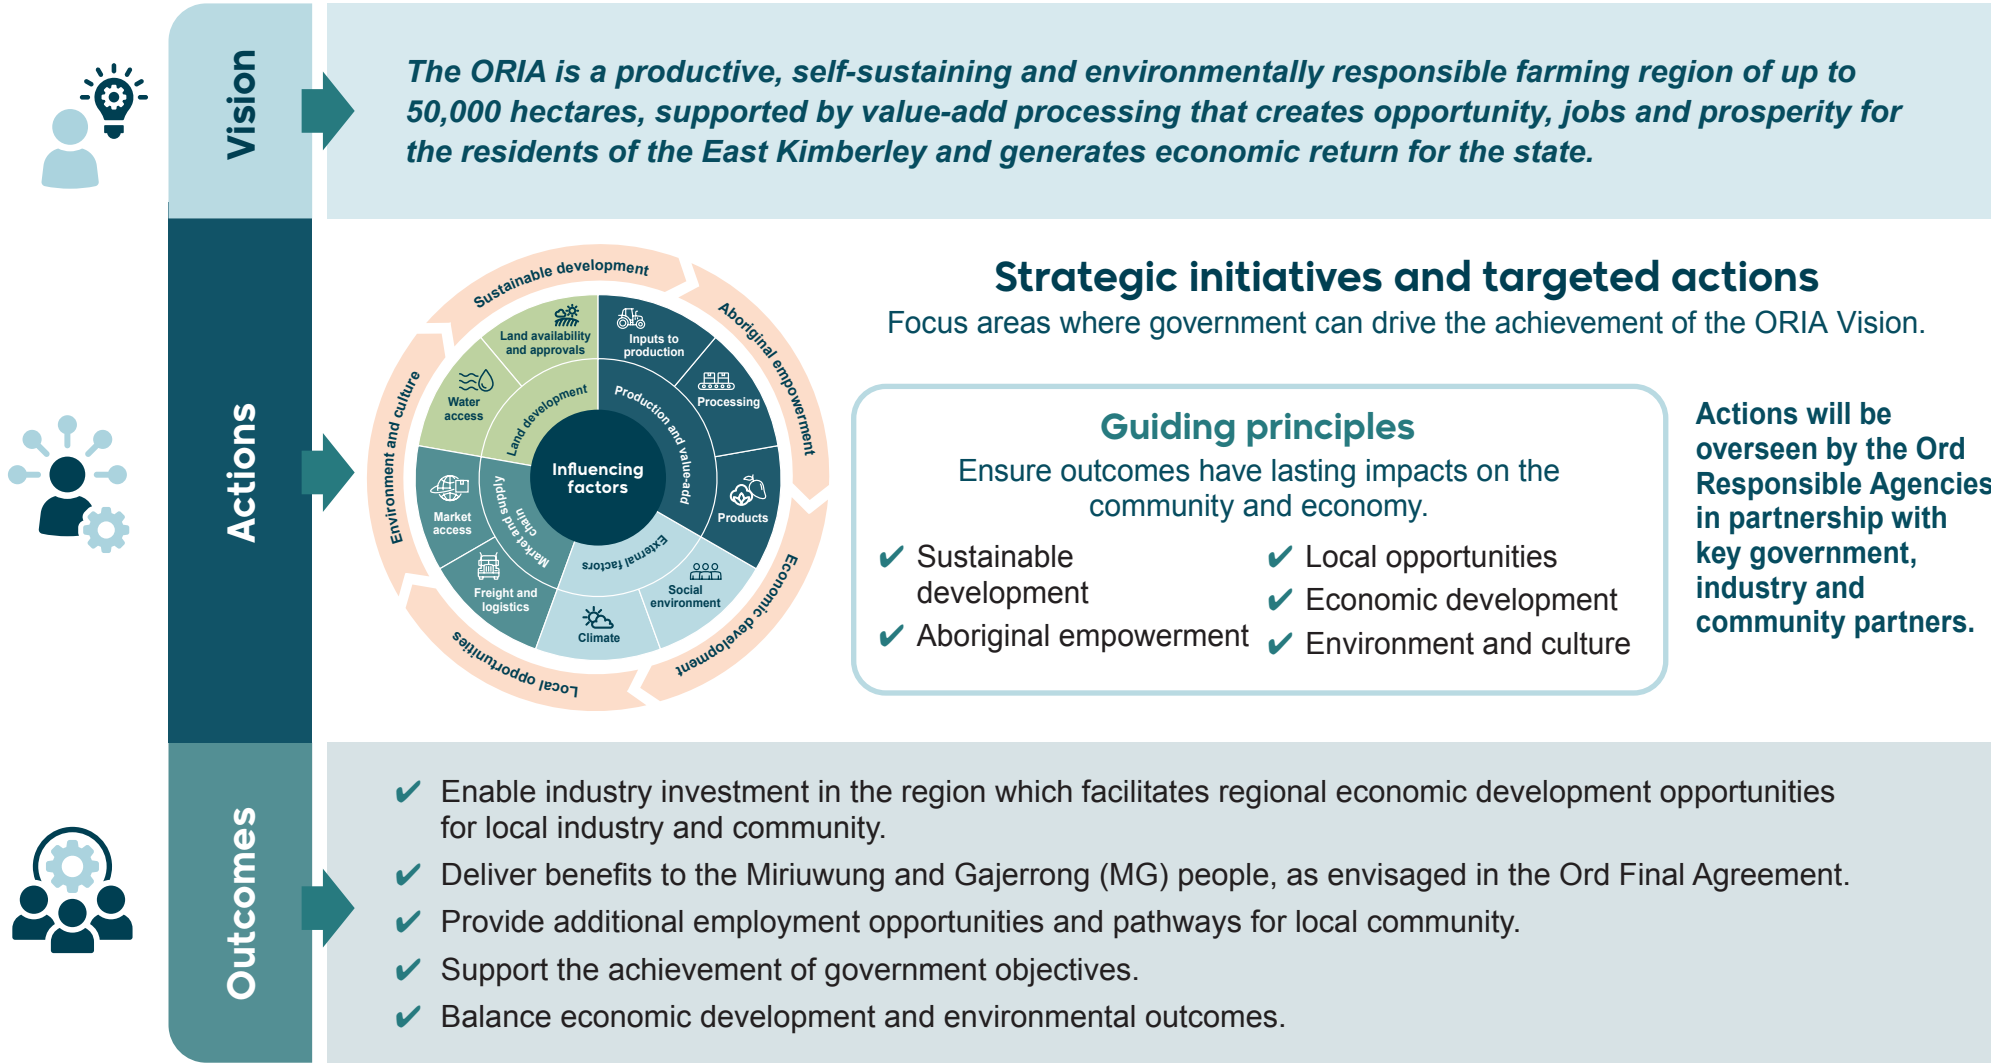 Vision
The ORIA is a productive, self-sustaining and environmentally responsible farming region of up to
50,000 hectares, supported by value-add processing that creates opportunity, jobs and prosperity for
the residents of the East Kimberley and generates economic return for the state.
Actions
Sustainable development
Aboriginal empowerment
Economic development
Local opportunities
Environment and culture
Land availability
and approvals
Inputs to
production
Processing
Products
Social
environment
Climate
Freight and
logistics
Market
access
Water
access
Land development
Production and value-add
External factors
Market and supply
chain
Influencing
factors
Strategic initiatives and targeted actions
Focus areas where government can drive the achievement of the ORIA Vision.
Guiding principles
Ensure outcomes have lasting impacts on the
community and economy.
✔ Sustainable
development
✔ Aboriginal empowerment
✔ Local opportunities
✔ Economic development
✔ Environment and culture
Actions will be
overseen by the Ord
Responsible Agencies
in partnership with
key government,
industry and
community partners.
Outcomes
✔ Enable industry investment in the region which facilitates regional economic development opportunities
for local industry and community.
✔ Deliver benefits to the Miriuwung and Gajerrong (MG) people, as envisaged in the Ord Final Agreement.
✔ Provide additional employment opportunities and pathways for local community.
✔ Support the achievement of government objectives.
✔ Balance economic development and environmental outcomes.